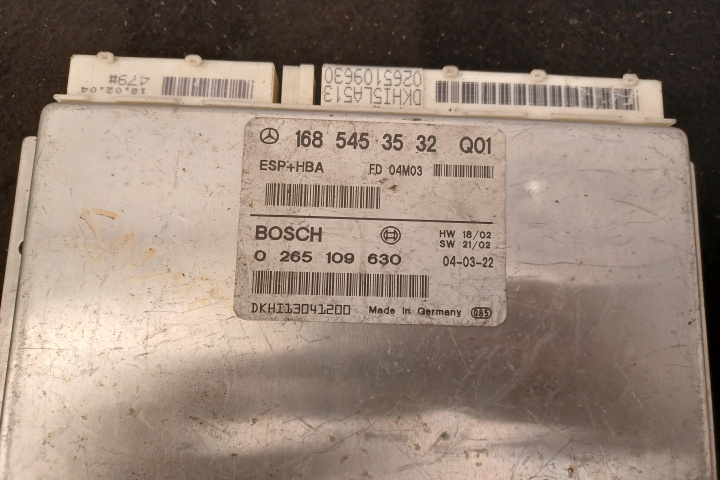 479#
18.02.04
DKHI5LA513
0265109630
168 545 35 32 Q01
ESP+HBA FD 04M03
BOSCH HW 18/02
SW 21/02
0 265 109 630 04-03-22
DKHI13041200 Made in Germany 085